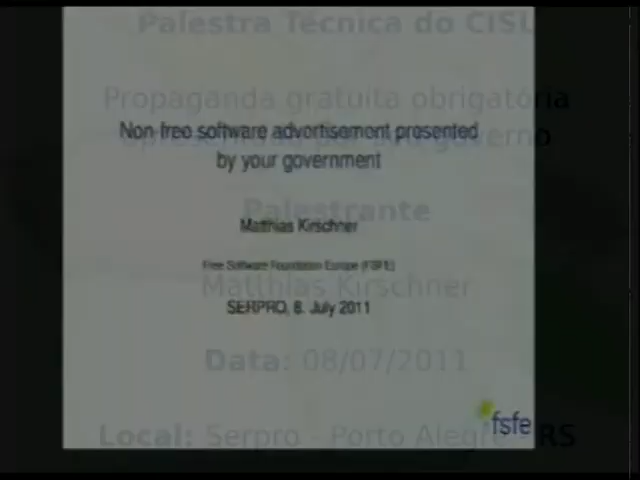 Palestra Técnica do CISL
Propaganda gratuita obrigatória
Non-free software advertisement presented
governo
by your government
Palestrante
Matthias Kirschner
Free Software Foundation Europe (FSFE)
Matthias Kirschner
SERPRO, 8. July 2011
Data: 08/07/2011
fsfe
Local: Serpro - Porto Alegre RS